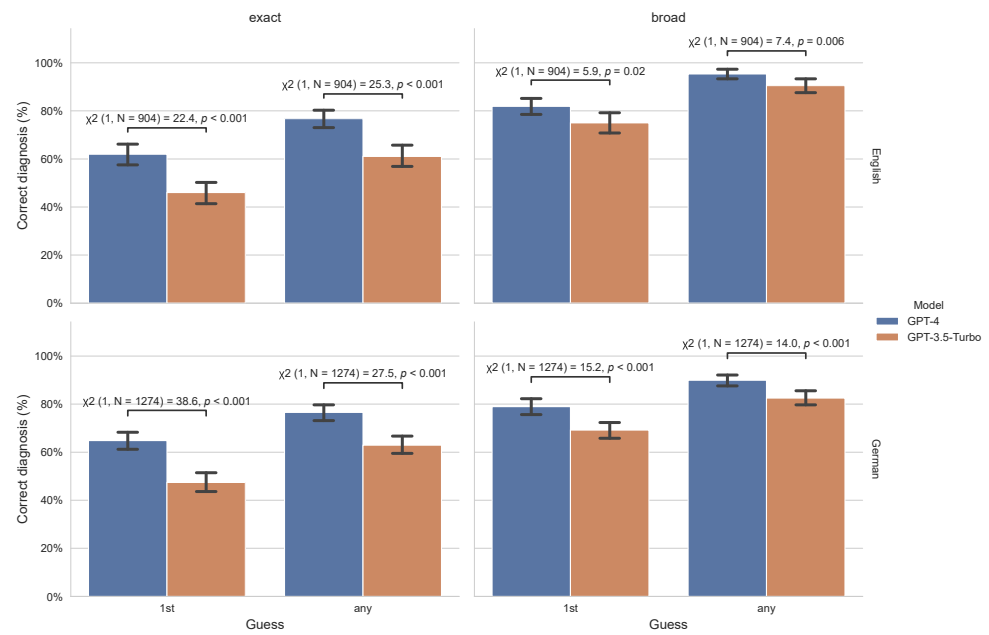 exact
broad
χ2 (1, N = 904) = 22.4, p < 0.001
χ2 (1, N = 904) = 25.3, p < 0.001
χ2 (1, N = 904) = 5.9, p = 0.02
χ2 (1, N = 904) = 7.4, p = 0.006
Correct diagnosis (%)
100%
80%
60%
40%
20%
0%
English
Model
GPT-4
GPT-3.5-Turbo
χ2 (1, N = 1274) = 38.6, p < 0.001
χ2 (1, N = 1274) = 27.5, p < 0.001
χ2 (1, N = 1274) = 15.2, p < 0.001
χ2 (1, N = 1274) = 14.0, p < 0.001
Correct diagnosis (%)
100%
80%
60%
40%
20%
0%
German
1st
any
1st
any
Guess
Guess